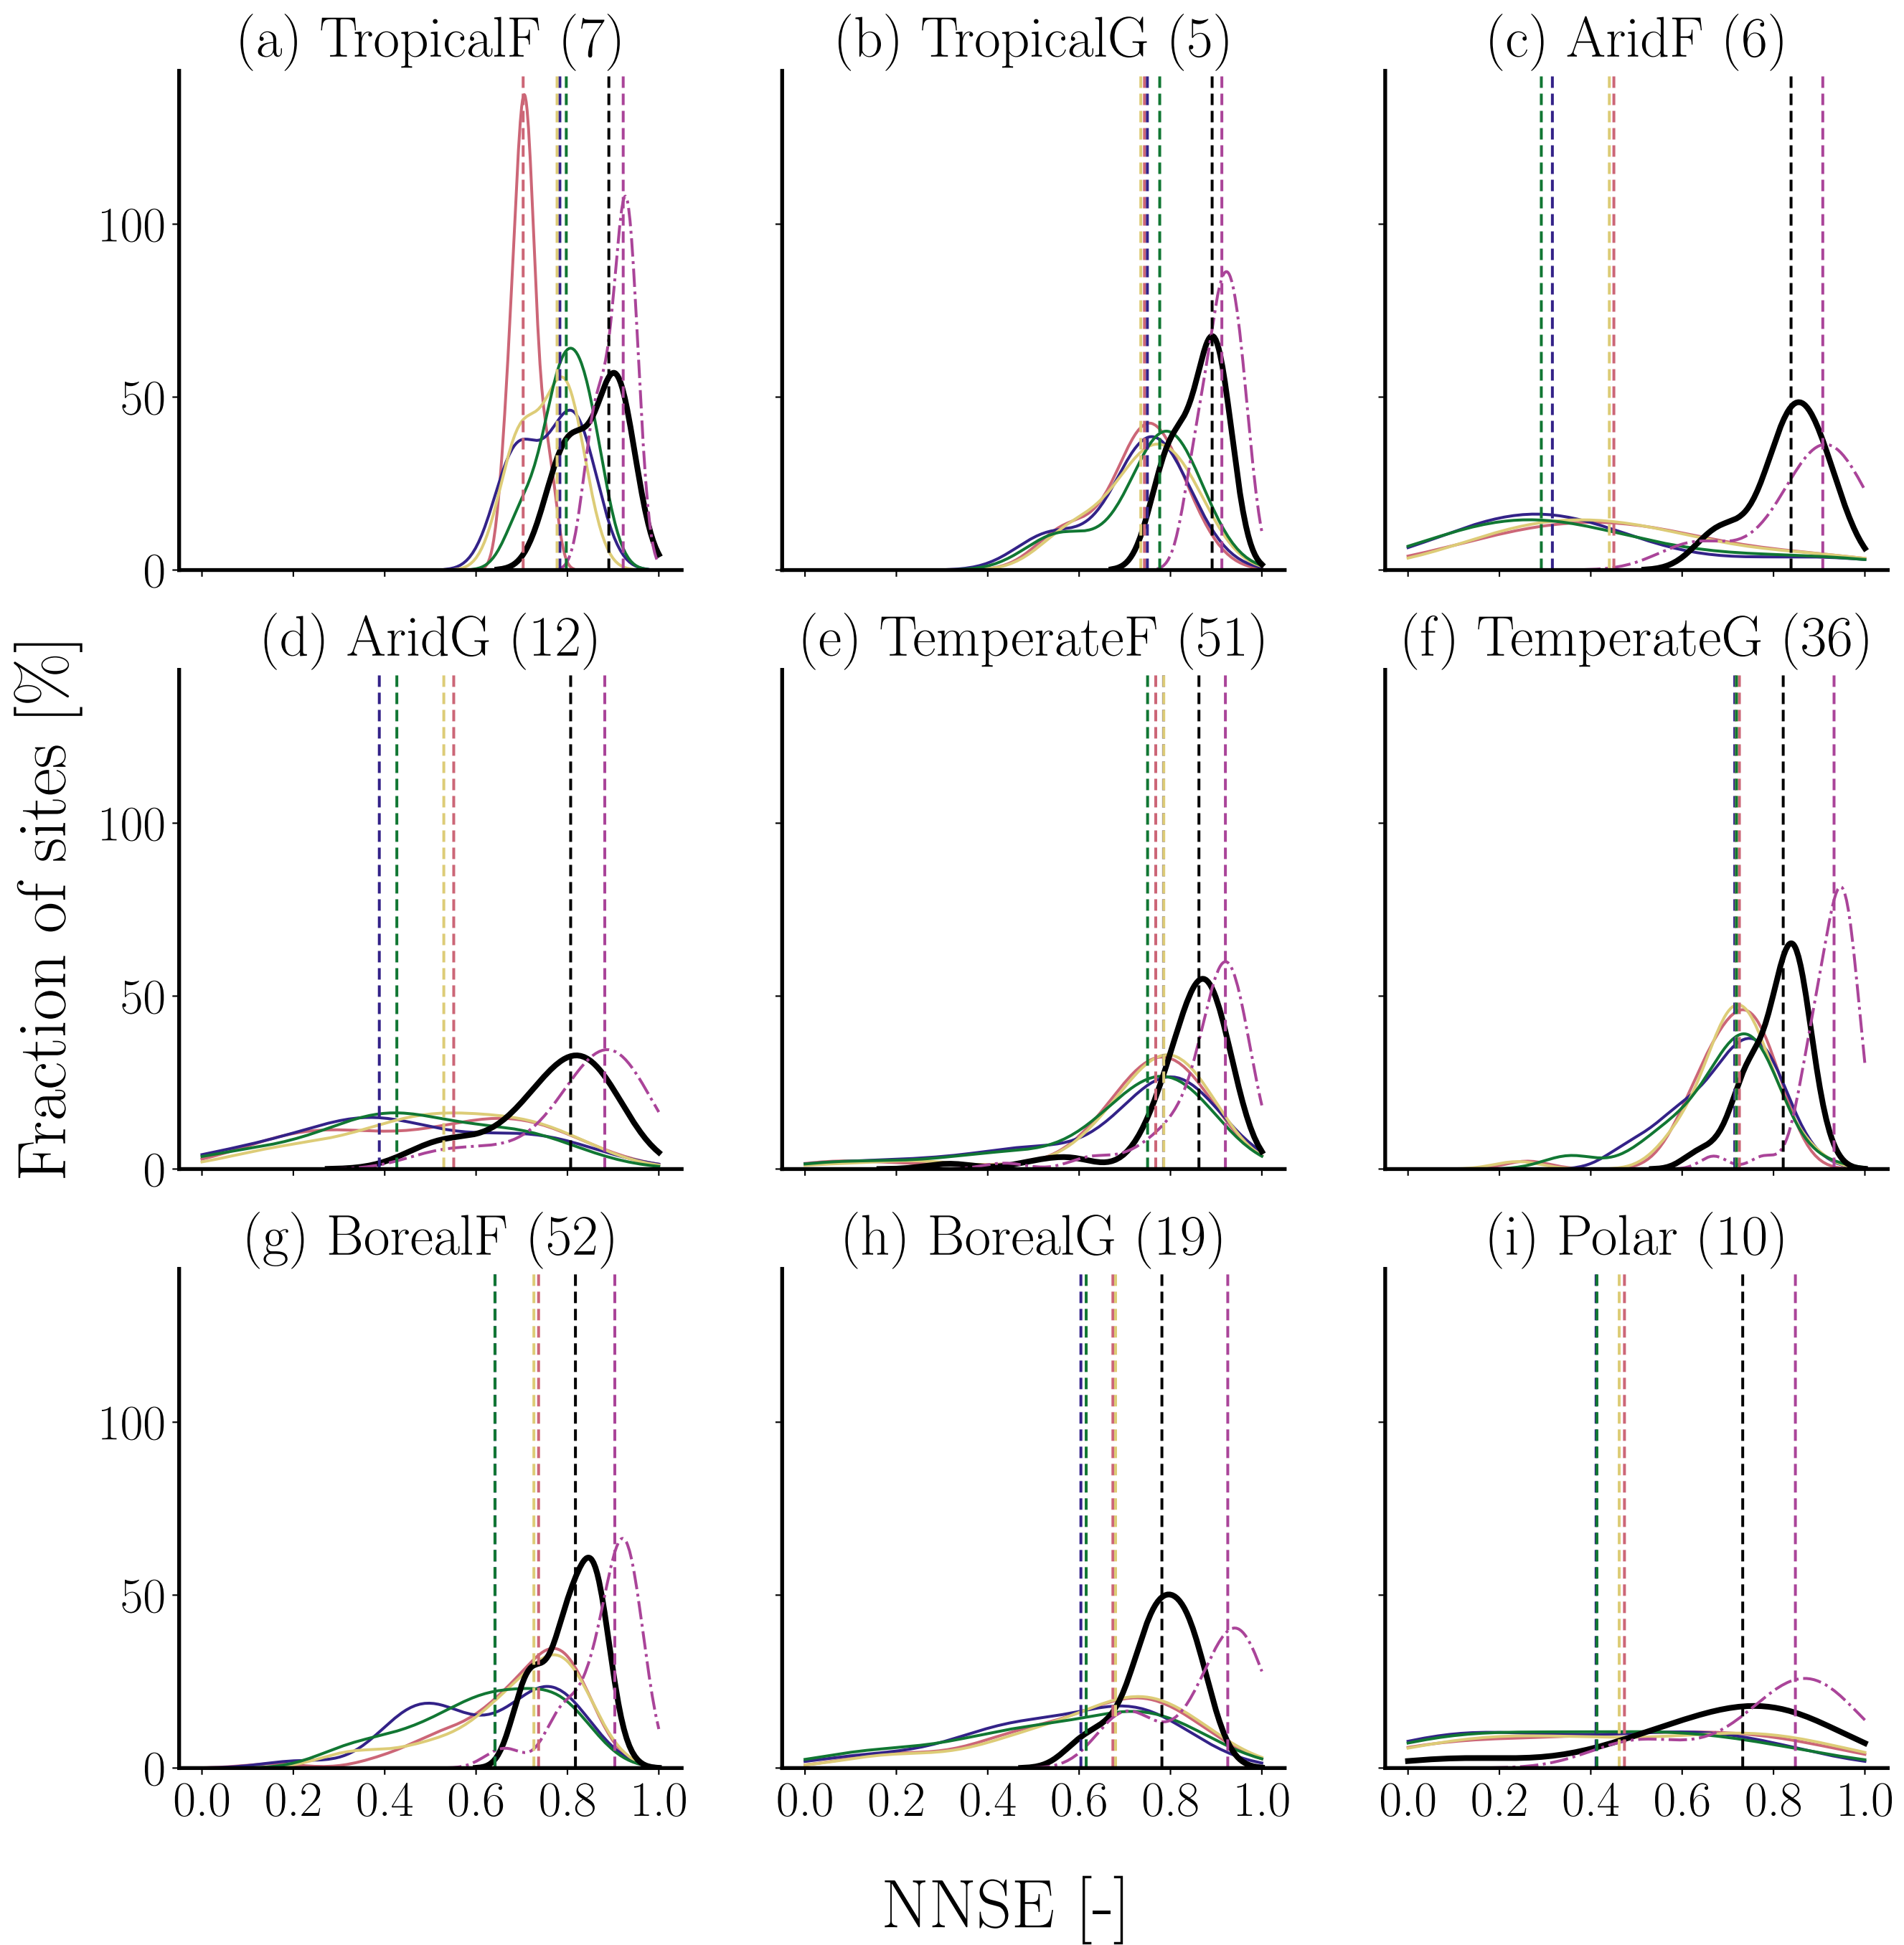 (a) TropicalF (7)
(b) TropicalG (5)
(c) AridF (6)
100
50
0
(d) AridG (12)
(e) TemperateF (51)
(f) TemperateG (36)
Fraction of sites [%]
100
50
0
(g) BorealF (52)
(h) BorealG (19)
(i) Polar (10)
100
50
0
0.0 0.2 0.4 0.6 0.8 1.0
0.0 0.2 0.4 0.6 0.8 1.0
0.0 0.2 0.4 0.6 0.8 1.0
NNSE [-]